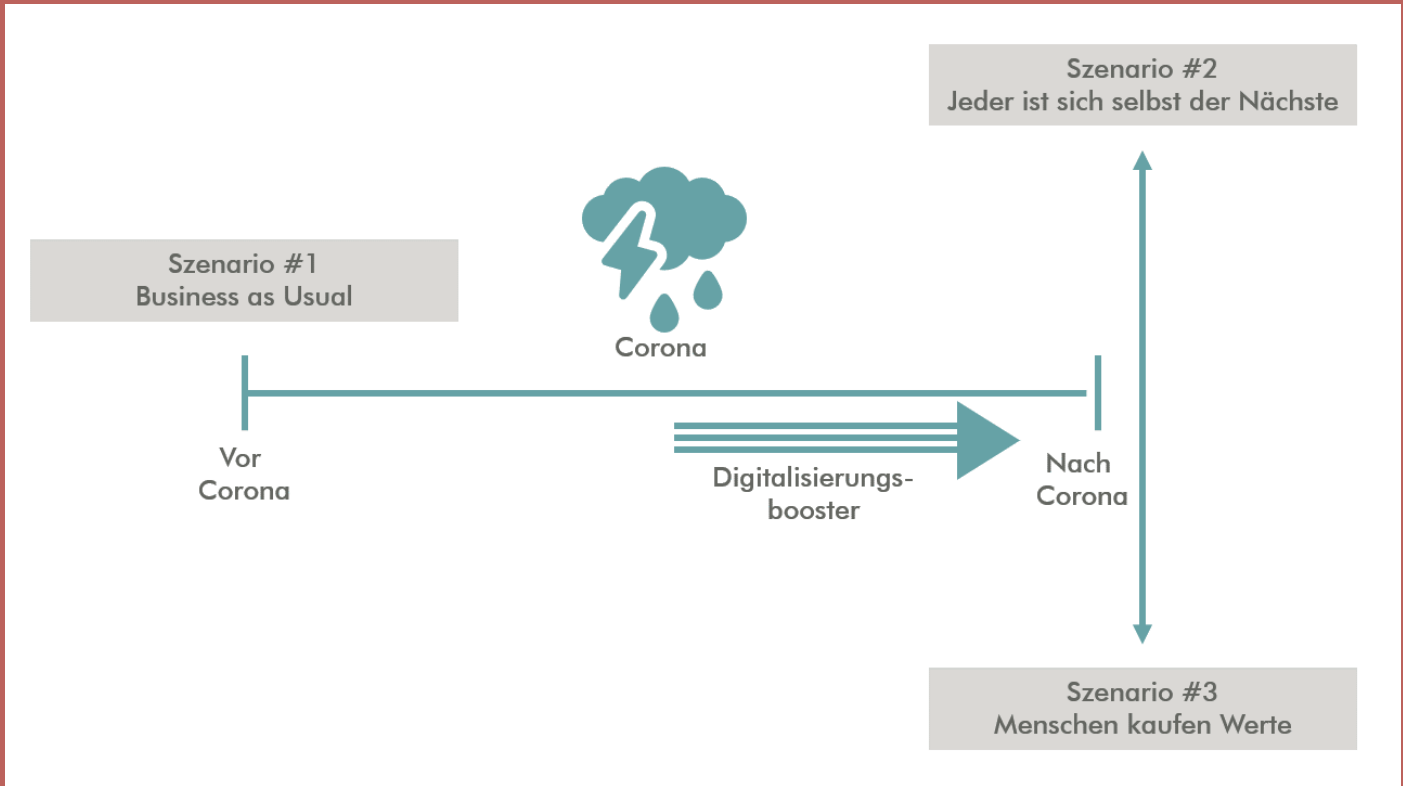 Szenario #2
Jeder ist sich selbst der Nächste
Szenario #1
Business as Usual
Corona
Vor
Corona
Digitalisierungs-
booster
Nach
Corona
Szenario #3
Menschen kaufen Werte